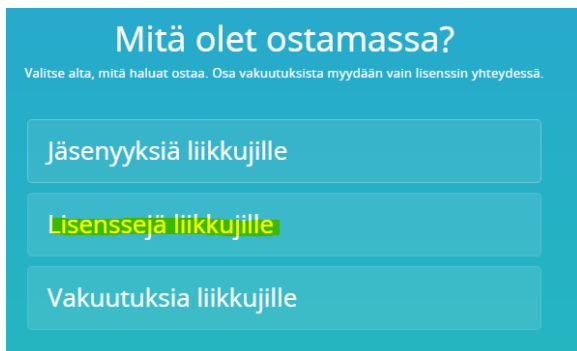 Mitä olet ostamassa?
Valitse alta, mitä haluat ostaa. Osa vakuutuksista myydään vain lisenssin yhteydessä.
Jäsenyyksiä liikkujille
Lisenssejä liikkujille
Vakuutuksia liikkujille